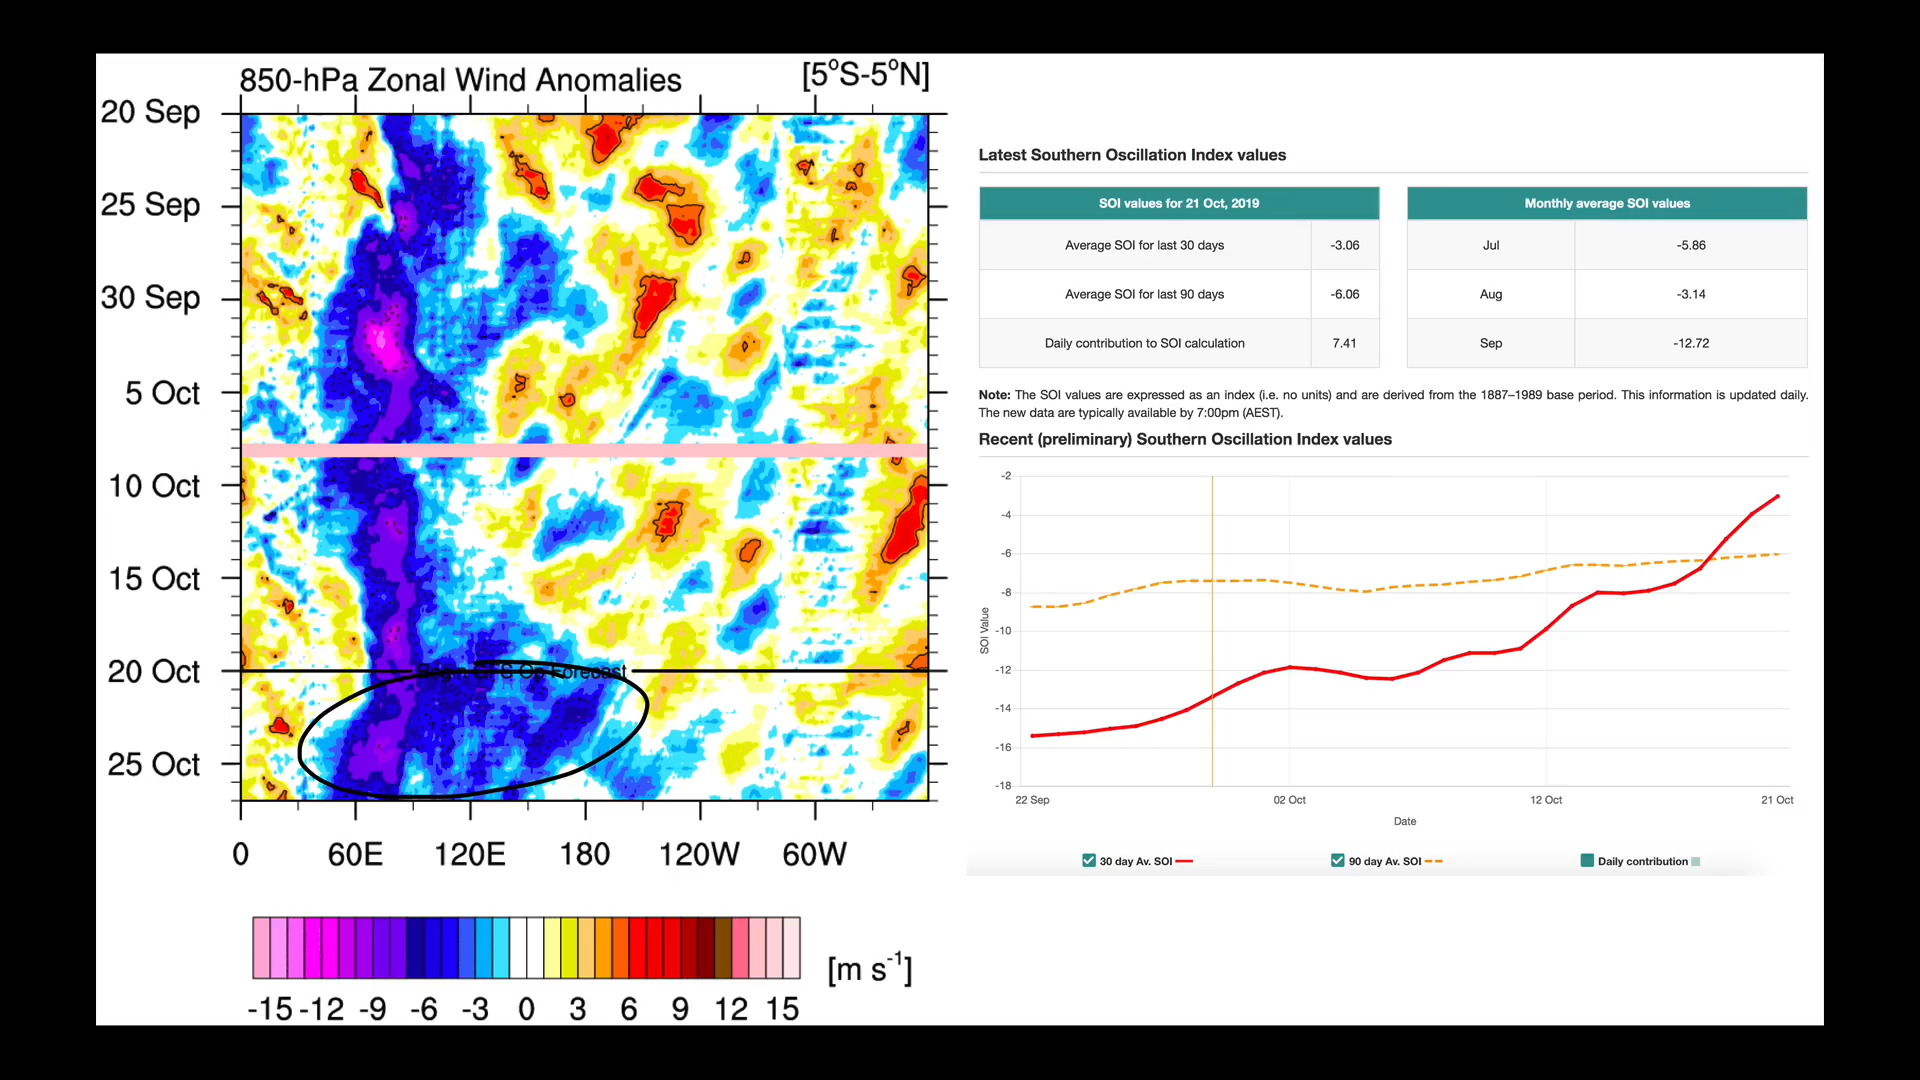 850-hPa Zonal Wind Anomalies [5°S-5°N]
20 Sep
25 Sep
30 Sep
5 Oct
10 Oct
15 Oct
20 Oct
25 Oct
Forecast
0 60E 120E 180 120W 60W
-15 -12 -9 -6 -3 0 3 6 9 12 15
[m s-1]
Latest Southern Oscillation Index values
SOI values for 21 Oct, 2019
Average SOI for last 30 days -3.06
Average SOI for last 90 days -6.06
Daily contribution to SOI calculation 7.41
Monthly average SOI values
Jul -5.86
Aug -3.14
Sep -12.72
Note: The SOI values are expressed as an index (i.e. no units) and are derived from the 1887–1989 base period. This information is updated daily.
The new data are typically available by 7:00pm (AEST).
Recent (preliminary) Southern Oscillation Index values
-2
-4
-6
-8
-10
-12
-14
-16
-18
SOI Value
22 Sep 02 Oct 12 Oct 21 Oct
Date
30 day Av. SOI 90 day Av. SOI Daily contribution